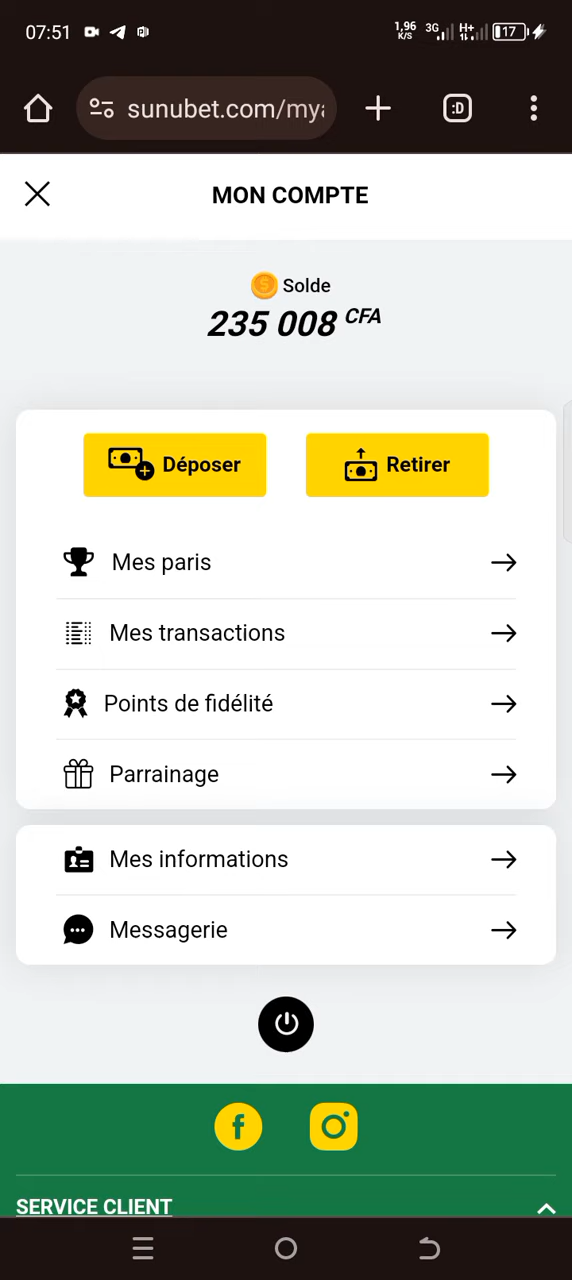 07:51
1,96
K/S
3G
H+
17
sunubet.com/mya
:D
MON COMPTE
Solde
235 008 CFA
Déposer
Retirer
Mes paris
Mes transactions
Points de fidélité
Parrainage
Mes informations
Messagerie
SERVICE CLIENT